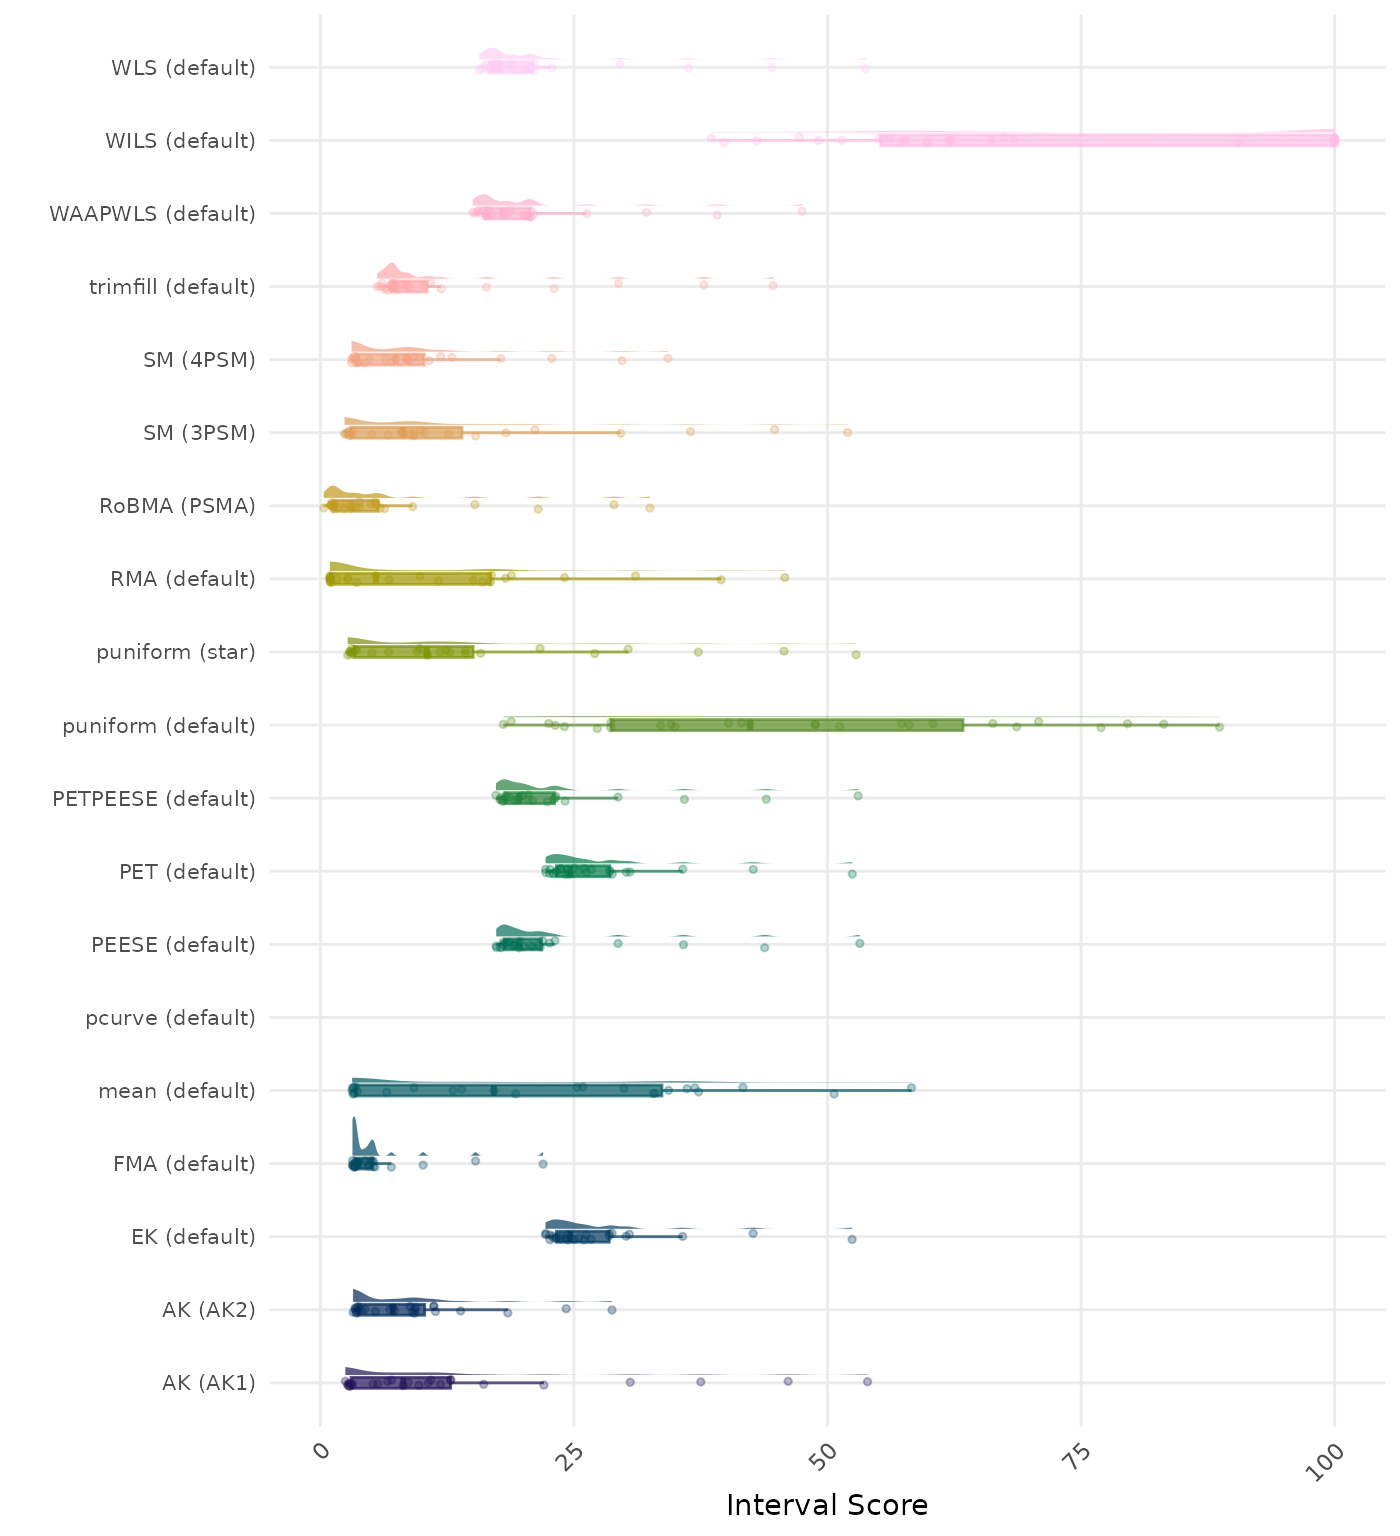 WLS (default)
WILS (default)
WAAPWLS (default)
trimfill (default)
SM (4PSM)
SM (3PSM)
RoBMA (PSMA)
RMA (default)
puniform (star)
puniform (default)
PETPEESE (default)
PET (default)
PEESE (default)
pcurve (default)
mean (default)
FMA (default)
EK (default)
AK (AK2)
AK (AK1)
0 25 50 75 100
Interval Score